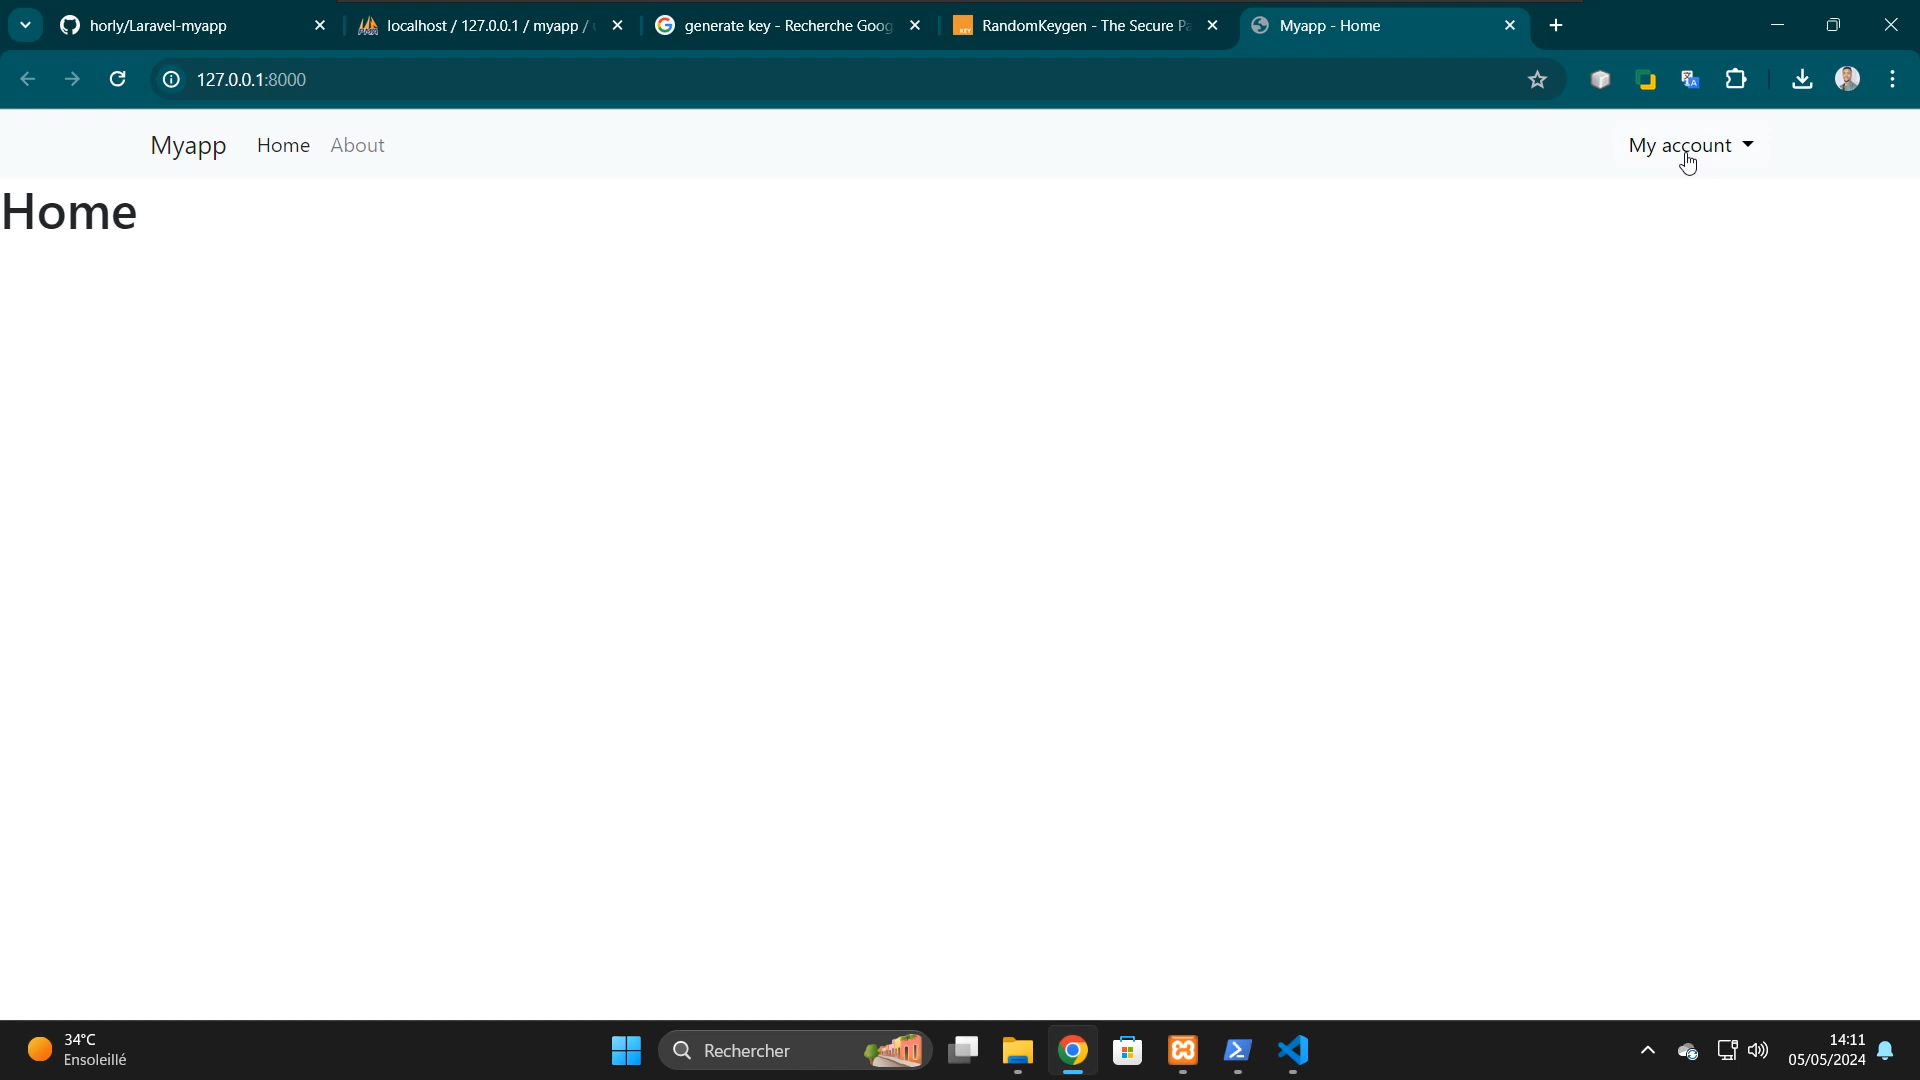 horly/Laravel-myapp
localhost / 127.0.0.1 / myapp /
generate key - Recherche Goog
RandomKeygen - The Secure Pa
Myapp - Home
127.0.0.1:8000
Myapp
Home
About
My account
Home
34°C
Ensoleillé
Rechercher
14:11
05/05/2024